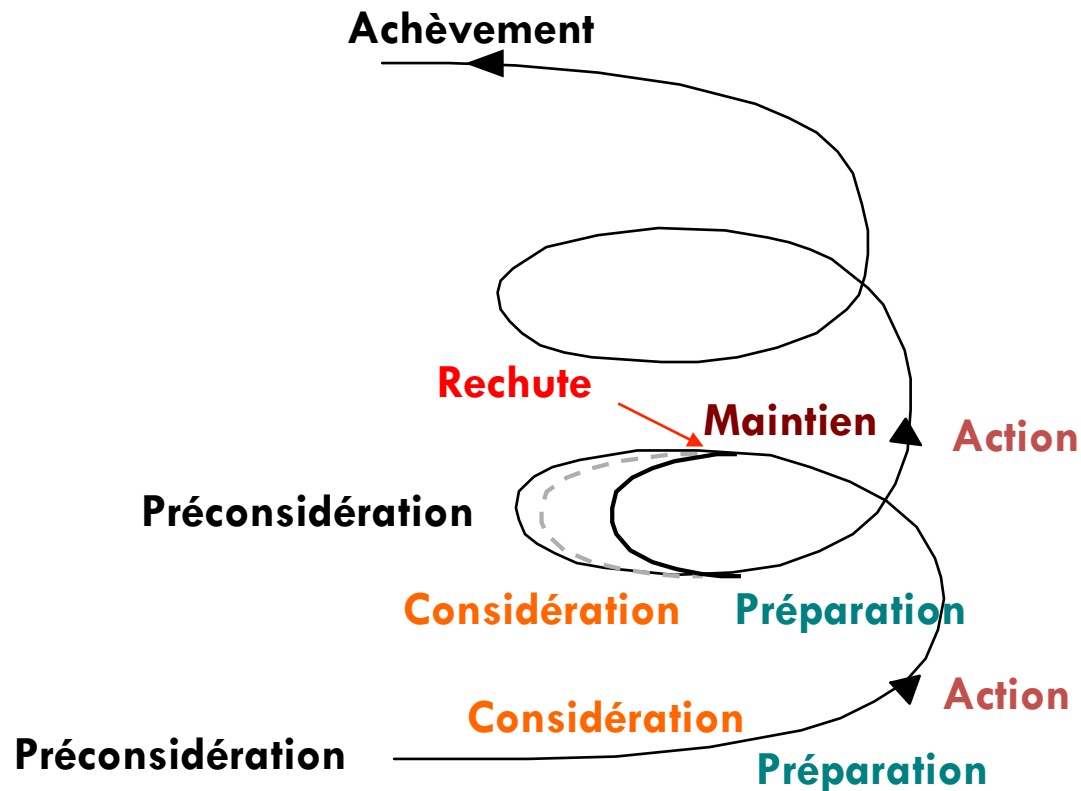 Achèvement
Rechute
Maintien
Action
Préconsidération
Considération
Préparation
Action
Considération
Préconsidération
Préparation